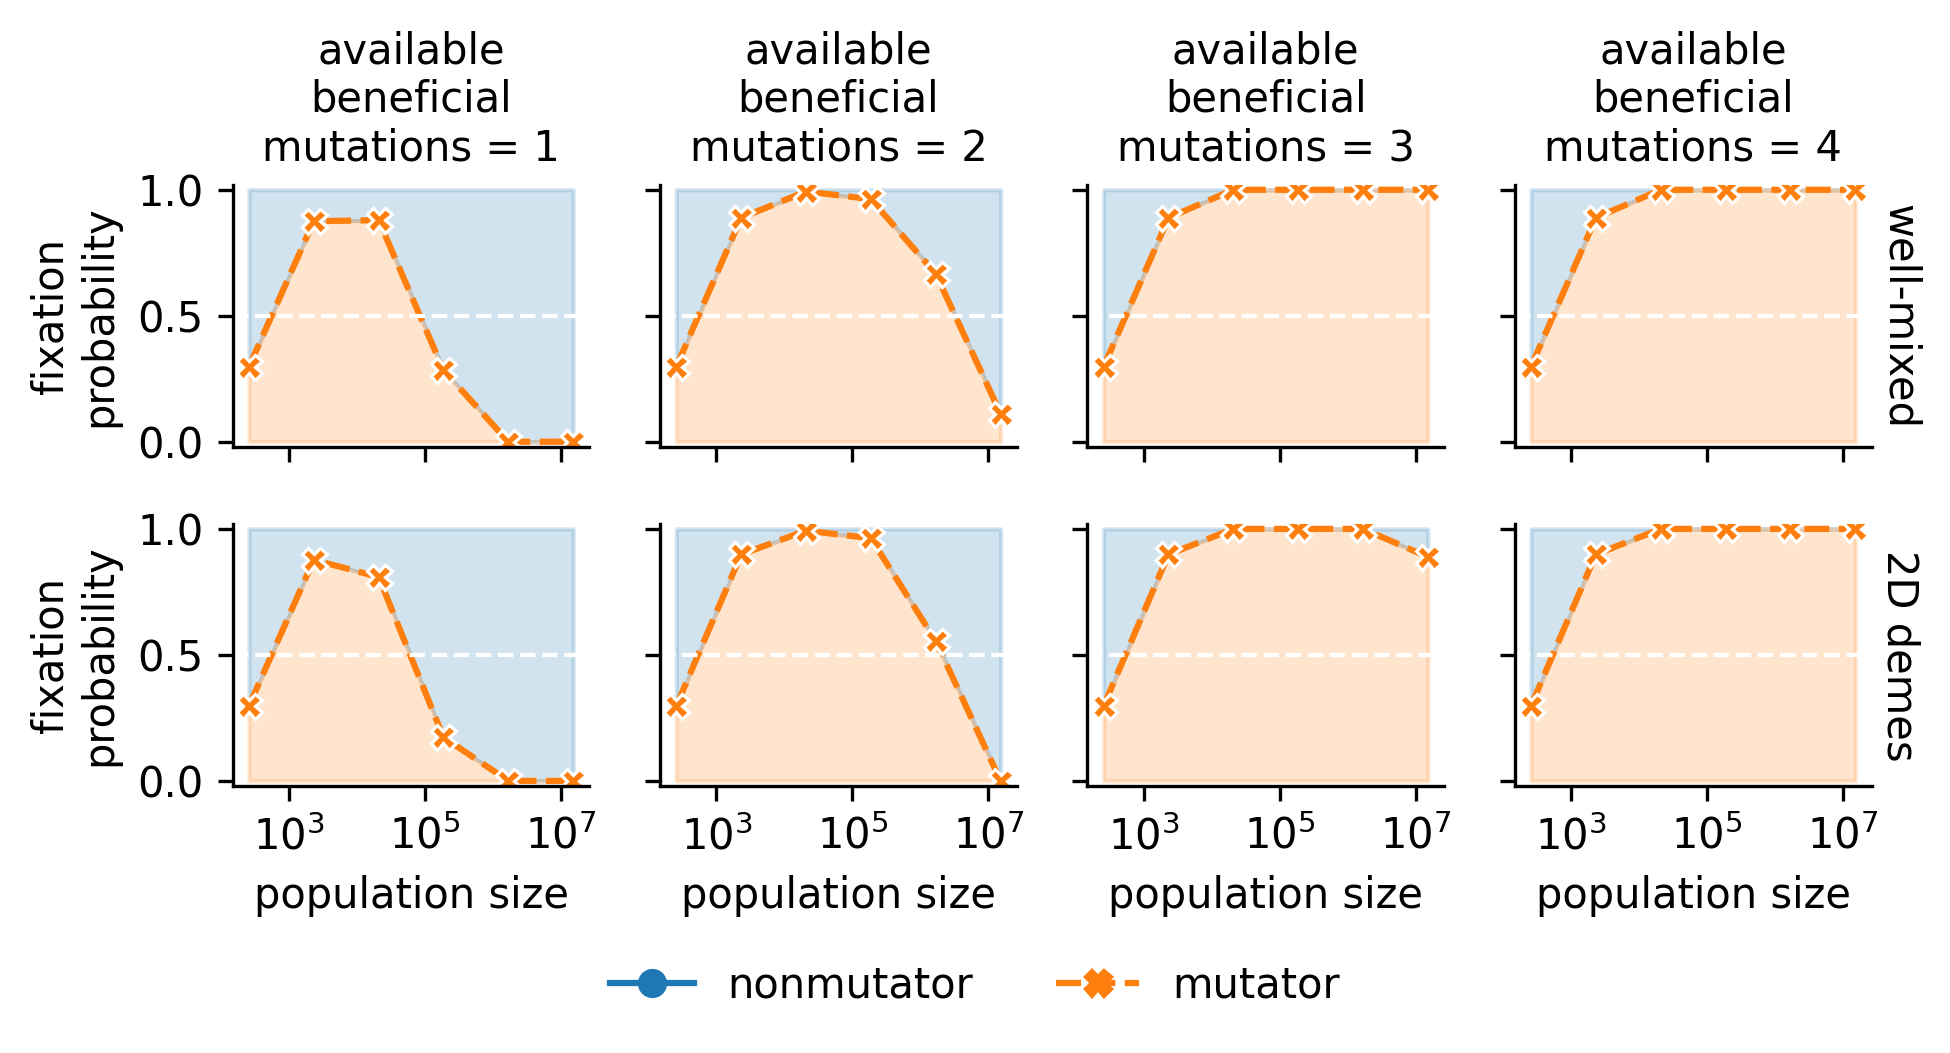 available
beneficial
mutations = 1
available
beneficial
mutations = 2
available
beneficial
mutations = 3
available
beneficial
mutations = 4
fixation
probability
1.0
0.5
0.0
well-mixed
fixation
probability
1.0
0.5
0.0
2D demes
10³ 10⁵ 10⁷
10³ 10⁵ 10⁷
10³ 10⁵ 10⁷
10³ 10⁵ 10⁷
population size
population size
population size
population size
nonmutator
mutator